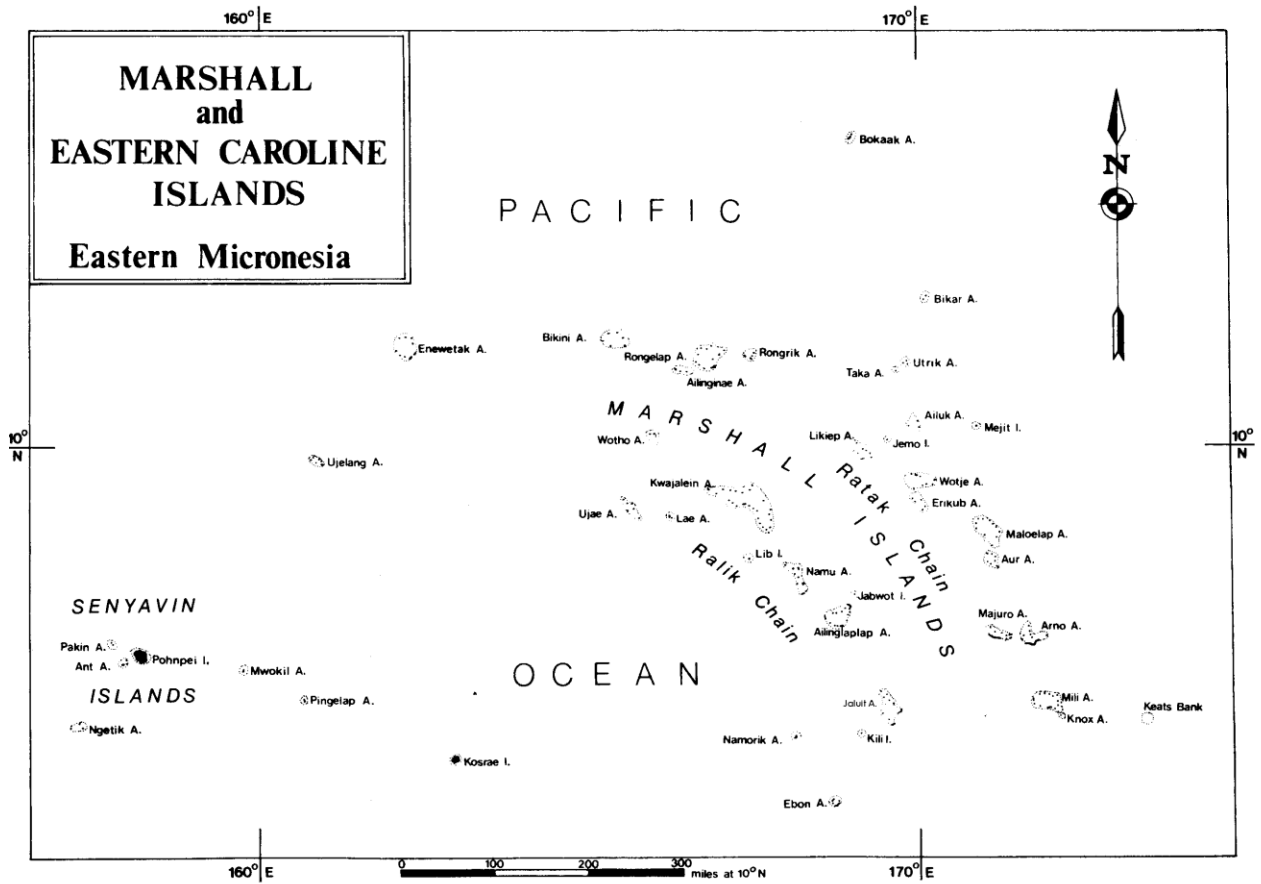 160° E
170° E
MARSHALL
and
EASTERN CAROLINE
ISLANDS
Eastern Micronesia
N
Bokaak A.
PACIFIC
Bikar A.
Enewetak A.
Bikini A.
Rongelap A.
Rongrik A.
Ailinginae A.
Taka A.
Utrik A.
MARSHALL ISLANDS
Wotho A.
Likiep A.
Ailuk A.
Jemo I.
Mejit I.
10°
N
10°
N
Ujelang A.
Ratak Chain
Kwajalein A.
Wotje A.
Erikub A.
Ujae A.
Lae A.
Maloelap A.
Aur A.
Lib I.
Namu A.
Ralik Chain
Jabwot I.
Ailinglaplap A.
Majuro A.
Arno A.
SENYAVIN
ISLANDS
Pakin A.
Ant A.
Pohnpei I.
Mwokil A.
Pingelap A.
Ngetik A.
OCEAN
Jaluit A.
Mili A.
Knox A.
Keats Bank
Namorik A.
Kili I.
Kosrae I.
Ebon A.
160° E
0 100 200 300
miles at 10° N
170° E